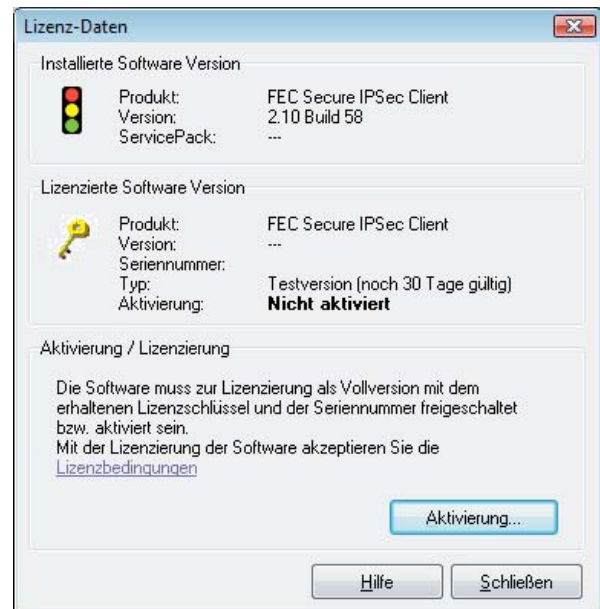 Lizenz-Daten
Installierte Software Version
Produkt: FEC Secure IPSec Client
Version: 2.10 Build 58
ServicePack: ---
Lizenzierte Software Version
Produkt: FEC Secure IPSec Client
Version: ---
Seriennummer:
Typ: Testversion (noch 30 Tage gültig)
Aktivierung: Nicht aktiviert
Aktivierung / Lizenzierung
Die Software muss zur Lizenzierung als Vollversion mit dem
erhaltenen Lizenzschlüssel und der Seriennummer freigeschaltet
bzw. aktiviert sein.
Mit der Lizenzierung der Software akzeptieren Sie die
Lizenzbedingungen
Aktivierung...
Hilfe Schließen